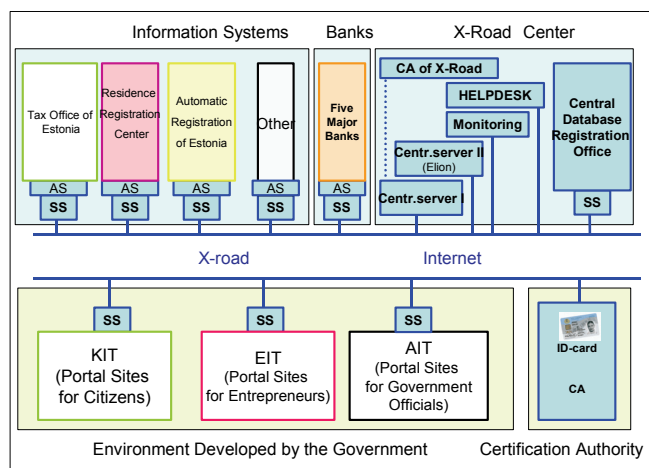 Information Systems
Banks
X-Road Center
Tax Office of
Estonia
Residence
Registration
Center
Automatic
Registration
of Estonia
Other
Five
Major
Banks
CA of X-Road
HELPDESK
Monitoring
Centr.server II
(Elion)
Centr.server I
Central
Database
Registration
Office
AS
AS
AS
AS
AS
SS
SS
SS
SS
SS
SS
X-road
Internet
SS
SS
SS
KIT
(Portal Sites
for Citizens)
EIT
(Portal Sites
for Entrepreneurs)
AIT
(Portal Sites
for Government
Officials)
ID-card
CA
Environment Developed by the Government
Certification Authority